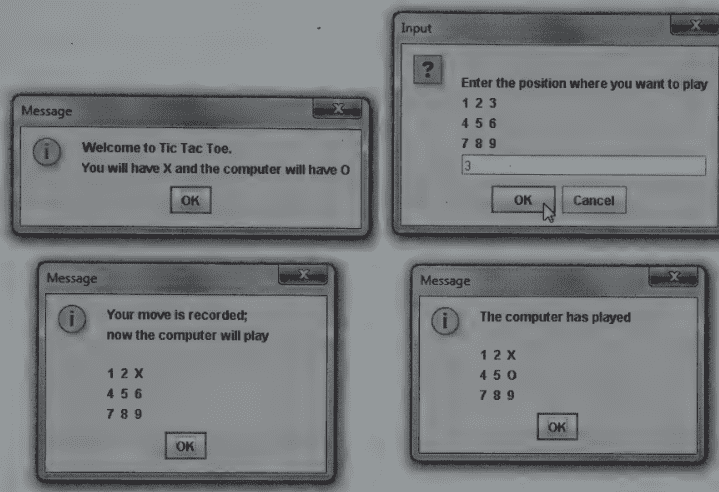 Message
Welcome to Tic Tac Toe.
You will have X and the computer will have O
OK
Input
?
Enter the position where you want to play
1 2 3
4 5 6
7 8 9
3
OK
Cancel
Message
Your move is recorded;
now the computer will play
1 2 X
4 5 6
7 8 9
OK
Message
The computer has played
1 2 X
4 5 O
7 8 9
OK